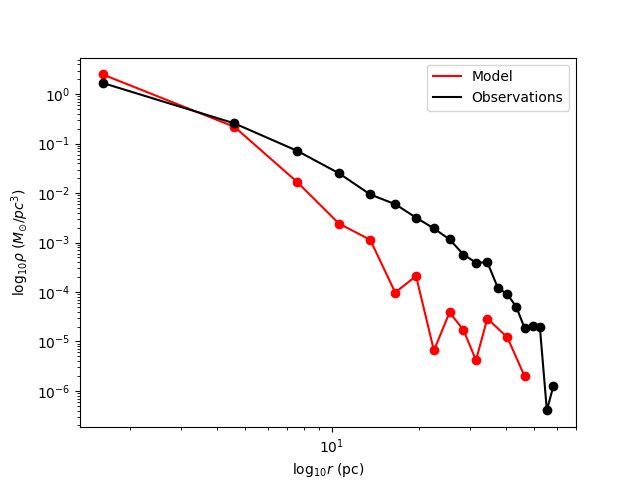 Model
Observations
10⁰
10⁻¹
10⁻²
10⁻³
10⁻⁴
10⁻⁵
10⁻⁶
log₁₀ρ (M☉/pc³)
10¹
log₁₀r (pc)